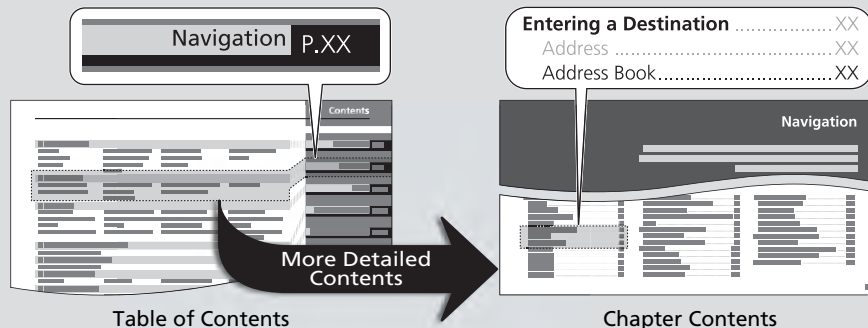 Navigation P.XX
Entering a Destination ................ XX
Address ................................ XX
Address Book............................XX
Contents
Navigation
More Detailed
Contents
Table of Contents
Chapter Contents